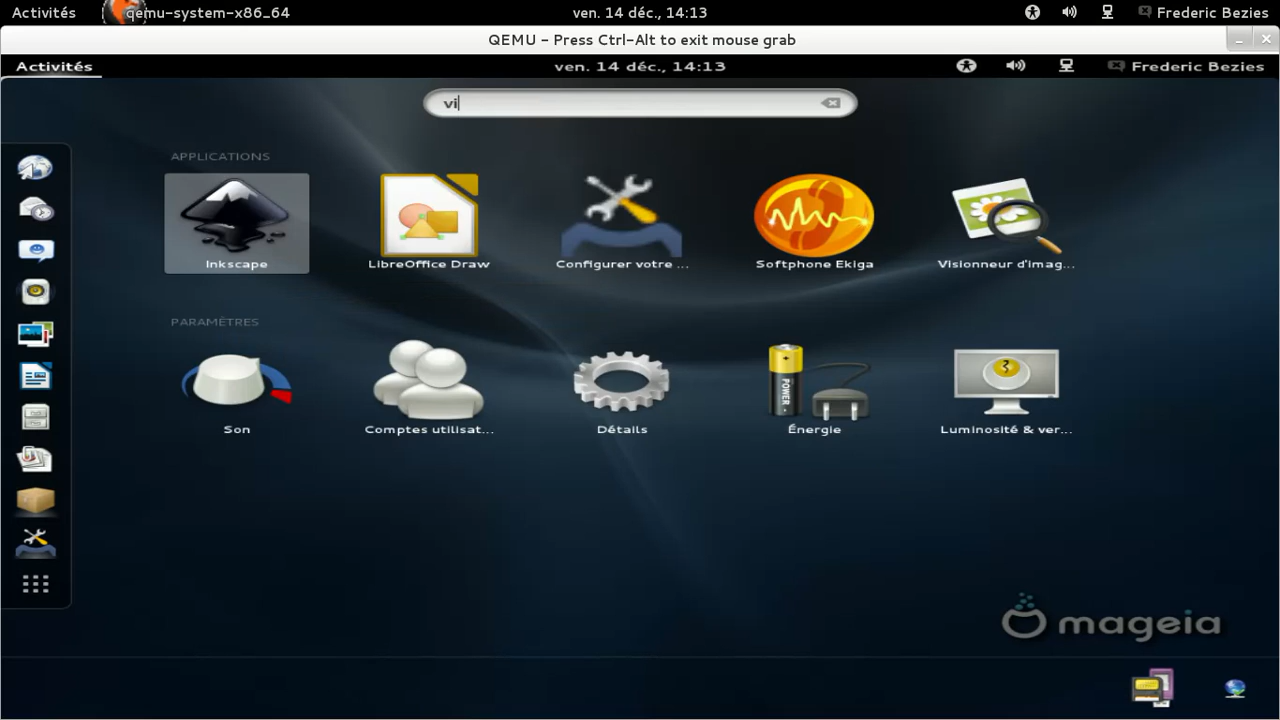 Activités qemu-system-x86_64 ven. 14 déc., 14:13 Frederic Bezies
QEMU - Press Ctrl-Alt to exit mouse grab
Activités ven. 14 déc., 14:13 Frederic Bezies
vi
APPLICATIONS
Inkscape LibreOffice Draw Configurer votre ... Softphone Ekiga Visionneur d'imag...
PARAMÈTRES
POWER
Son Comptes utilisat... Détails Énergie Luminosité & ver...
mageia